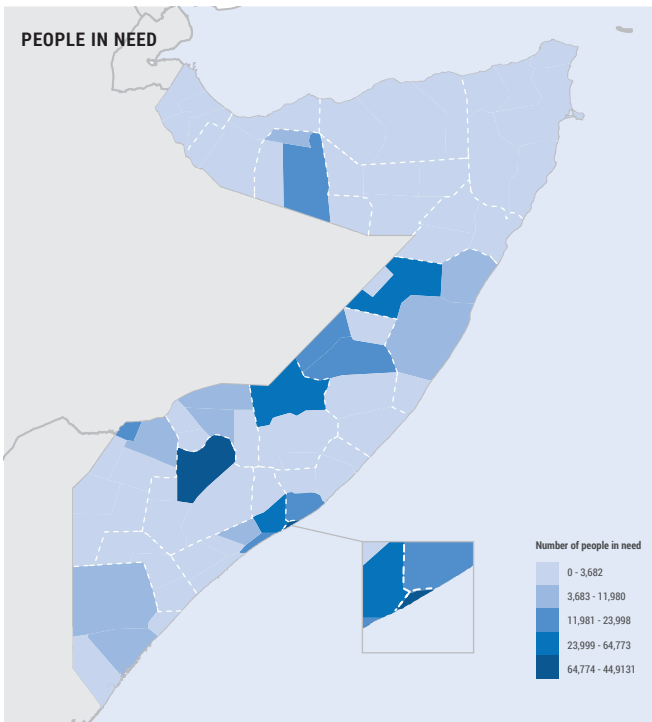 PEOPLE IN NEED
Number of people in need
0 - 3,682
3,683 - 11,980
11,981 - 23,998
23,999 - 64,773
64,774 - 44,9131